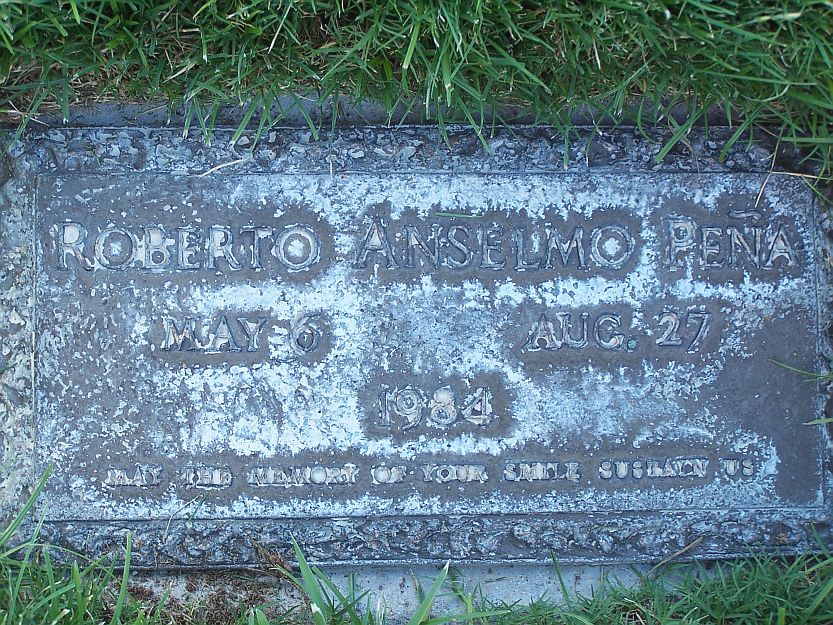 Roberto Anselmo Peña
May 6 Aug. 27
1984
May the memory of your smile sustain us